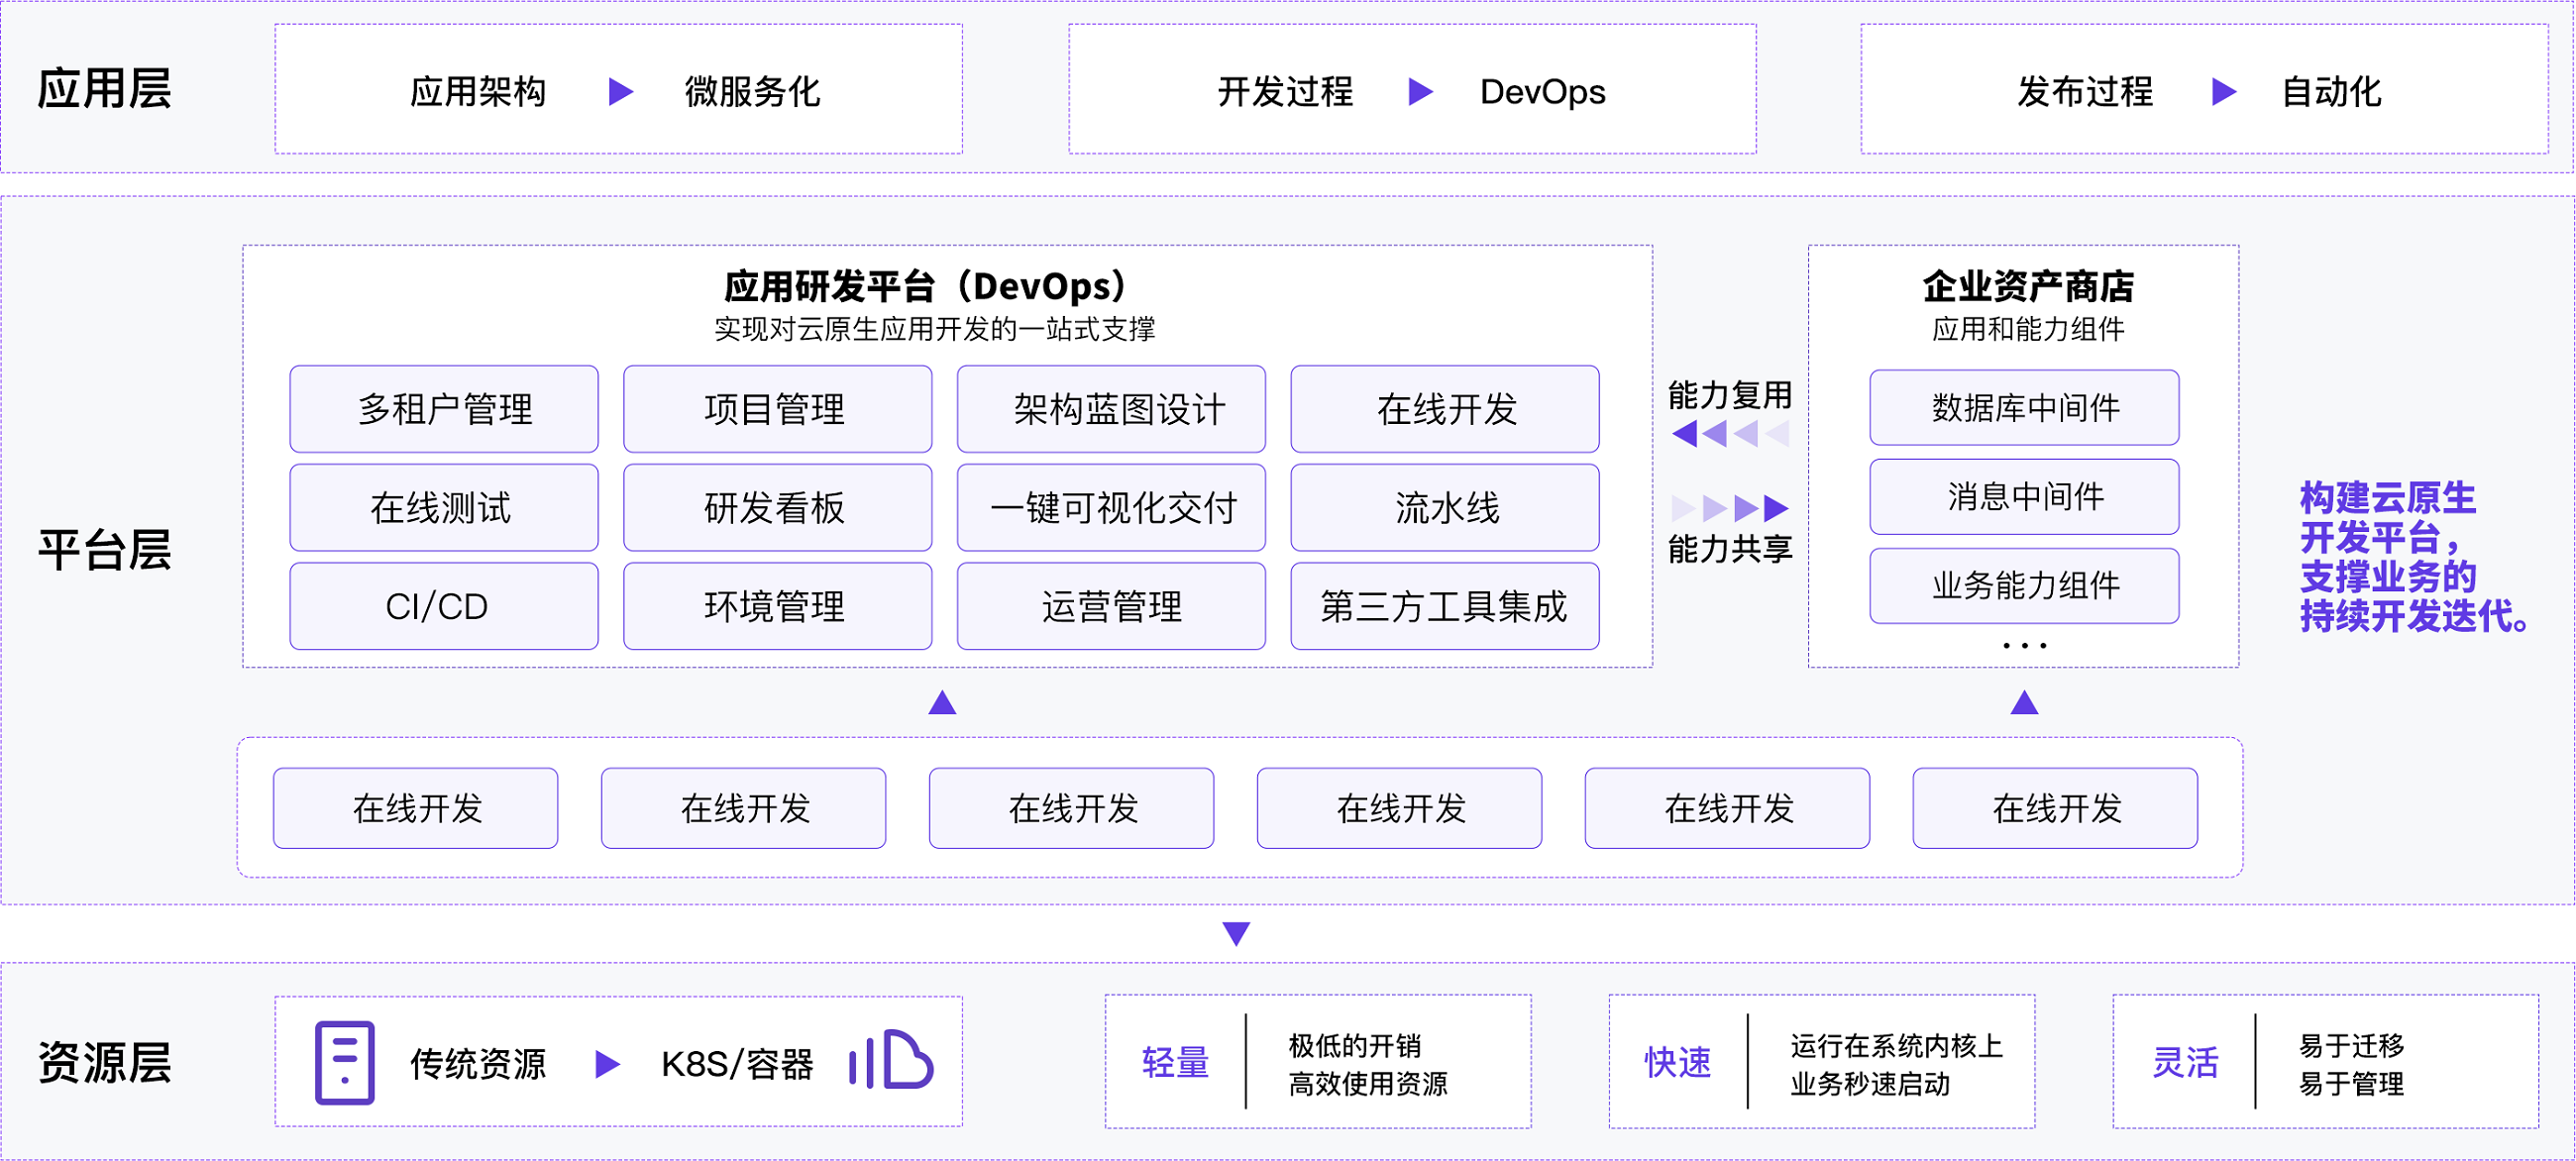 应用层
应用架构
微服务化
开发过程
DevOps
发布过程
自动化
平台层
应用研发平台（DevOps）
实现对云原生应用开发的一站式支撑
多租户管理
项目管理
架构蓝图设计
在线开发
在线测试
研发看板
一键可视化交付
流水线
CI/CD
环境管理
运营管理
第三方工具集成
能力复用
能力共享
企业资产商店
应用和能力组件
数据库中间件
消息中间件
业务能力组件
···
构建云原生
开发平台，
支撑业务的
持续开发迭代。
在线开发
在线开发
在线开发
在线开发
在线开发
在线开发
资源层
传统资源
K8S/容器
轻量
极低的开销
高效使用资源
快速
运行在系统内核上
业务秒速启动
灵活
易于迁移
易于管理